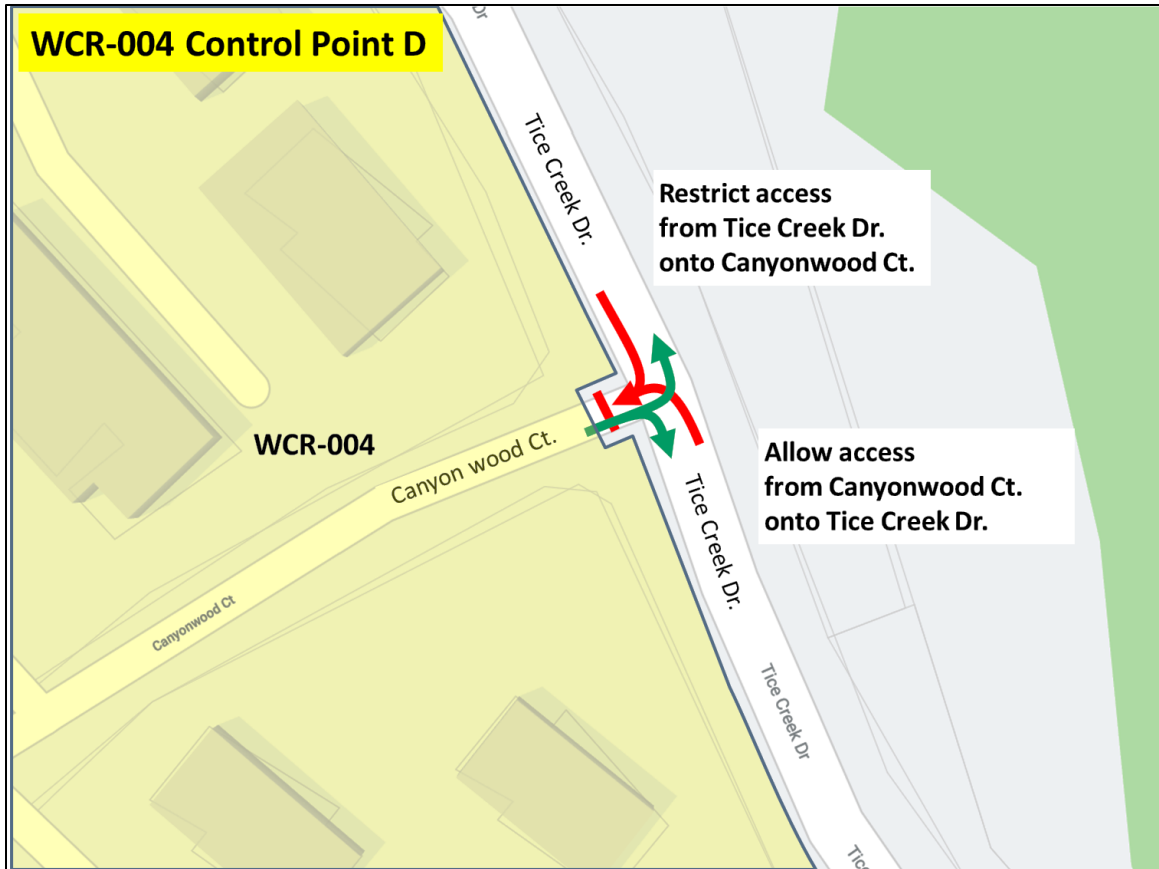 WCR-004 Control Point D
Dr
Tice Creek Dr.
Restrict access
from Tice Creek Dr.
onto Canyonwood Ct.
WCR-004
Canyon wood Ct.
Allow access
from Canyonwood Ct.
onto Tice Creek Dr.
Tice Creek Dr.
Canyonwood Ct
Tice Creek Dr
Tice